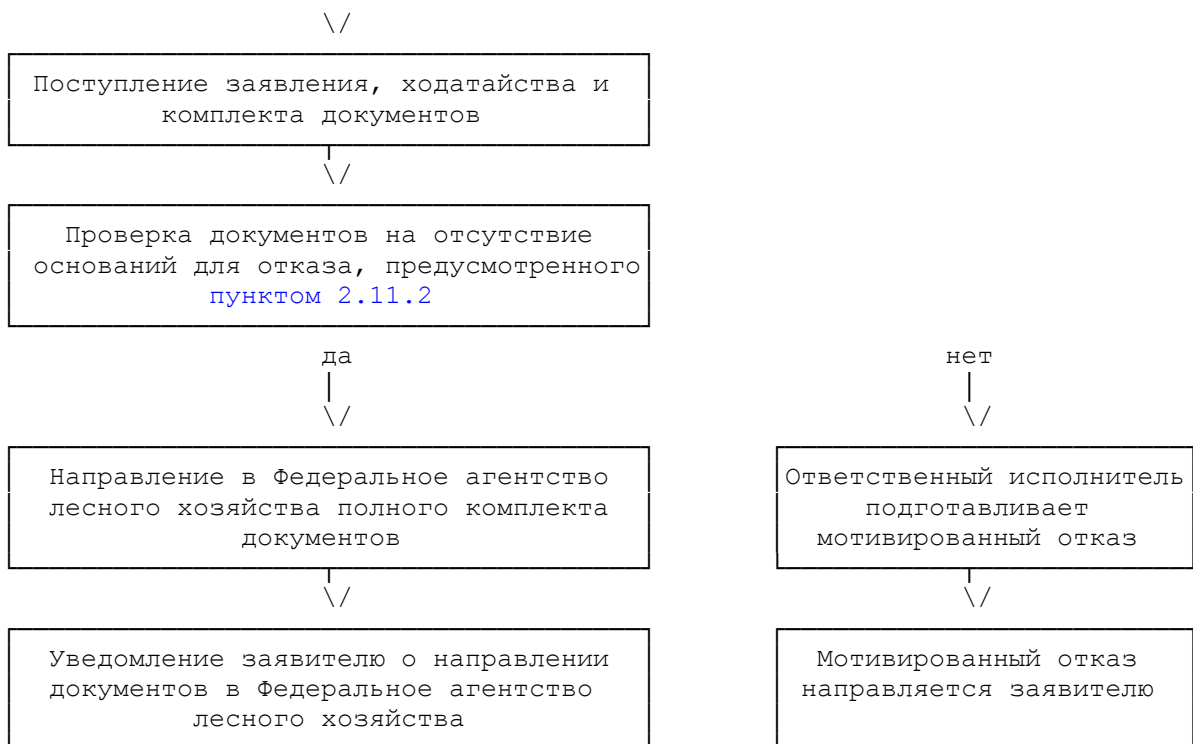 Поступление заявления, ходатайства и
комплекта документов
Проверка документов на отсутствие
оснований для отказа, предусмотренного
пунктом 2.11.2
да
нет
Направление в Федеральное агентство
лесного хозяйства полного комплекта
документов
Ответственный исполнитель
подготавливает
мотивированный отказ
Уведомление заявителю о направлении
документов в Федеральное агентство
лесного хозяйства
Мотивированный отказ
направляется заявителю